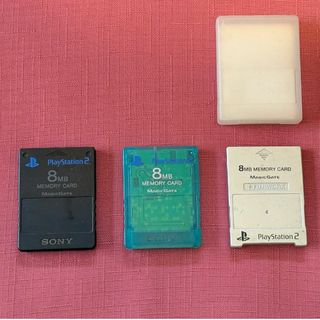 PlayStation 2
8MB
MEMORY CARD
MagicGate
SONY
PlayStation 2
8MB
MEMORY CARD
MagicGate
8MB MEMORY CARD
MagicGate
PlayStation 2